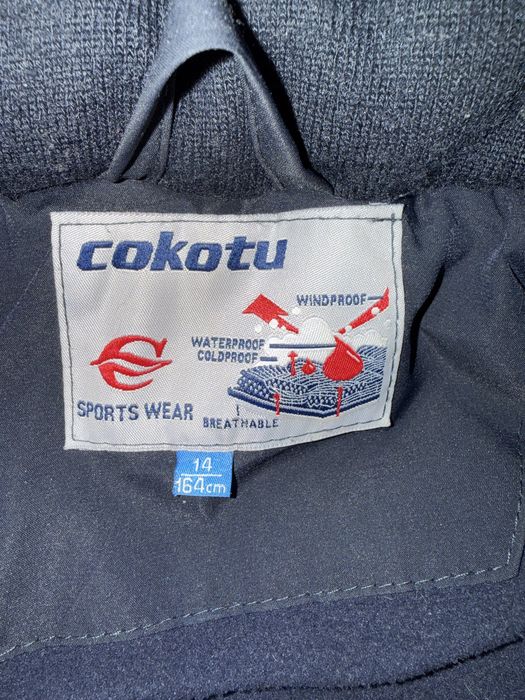 cokotu
WINDPROOF
WATERPROOF
COLDPROOF
SPORTS WEAR
BREATHABLE
14
164cm